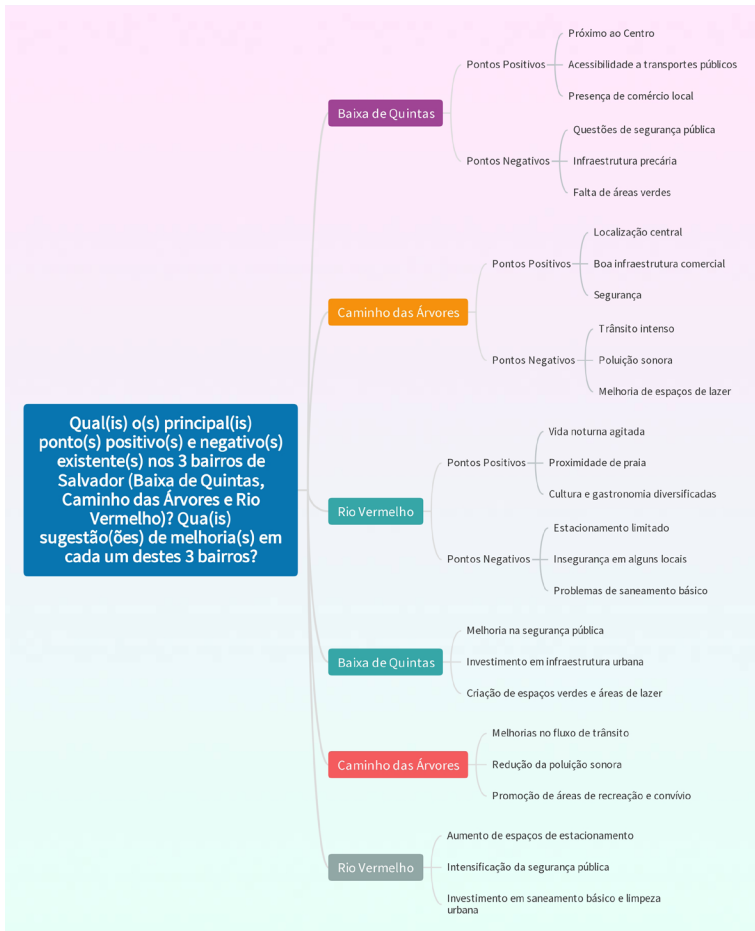 Qual(is) o(s) principal(is)
ponto(s) positivo(s) e negativo(s)
existente(s) nos 3 bairros de
Salvador (Baixa de Quintas,
Caminho das Árvores e Rio
Vermelho)? Qua(is)
sugestão(ões) de melhoria(s) em
cada um destes 3 bairros?
Baixa de Quintas
Pontos Positivos
Próximo ao Centro
Acessibilidade a transportes públicos
Presença de comércio local
Pontos Negativos
Questões de segurança pública
Infraestrutura precária
Falta de áreas verdes
Caminho das Árvores
Pontos Positivos
Localização central
Boa infraestrutura comercial
Segurança
Pontos Negativos
Trânsito intenso
Poluição sonora
Melhoria de espaços de lazer
Rio Vermelho
Pontos Positivos
Vida noturna agitada
Proximidade de praia
Cultura e gastronomia diversificadas
Pontos Negativos
Estacionamento limitado
Insegurança em alguns locais
Problemas de saneamento básico
Baixa de Quintas
Melhoria na segurança pública
Investimento em infraestrutura urbana
Criação de espaços verdes e áreas de lazer
Caminho das Árvores
Melhorias no fluxo de trânsito
Redução da poluição sonora
Promoção de áreas de recreação e convívio
Rio Vermelho
Aumento de espaços de estacionamento
Intensificação da segurança pública
Investimento em saneamento básico e limpeza
urbana